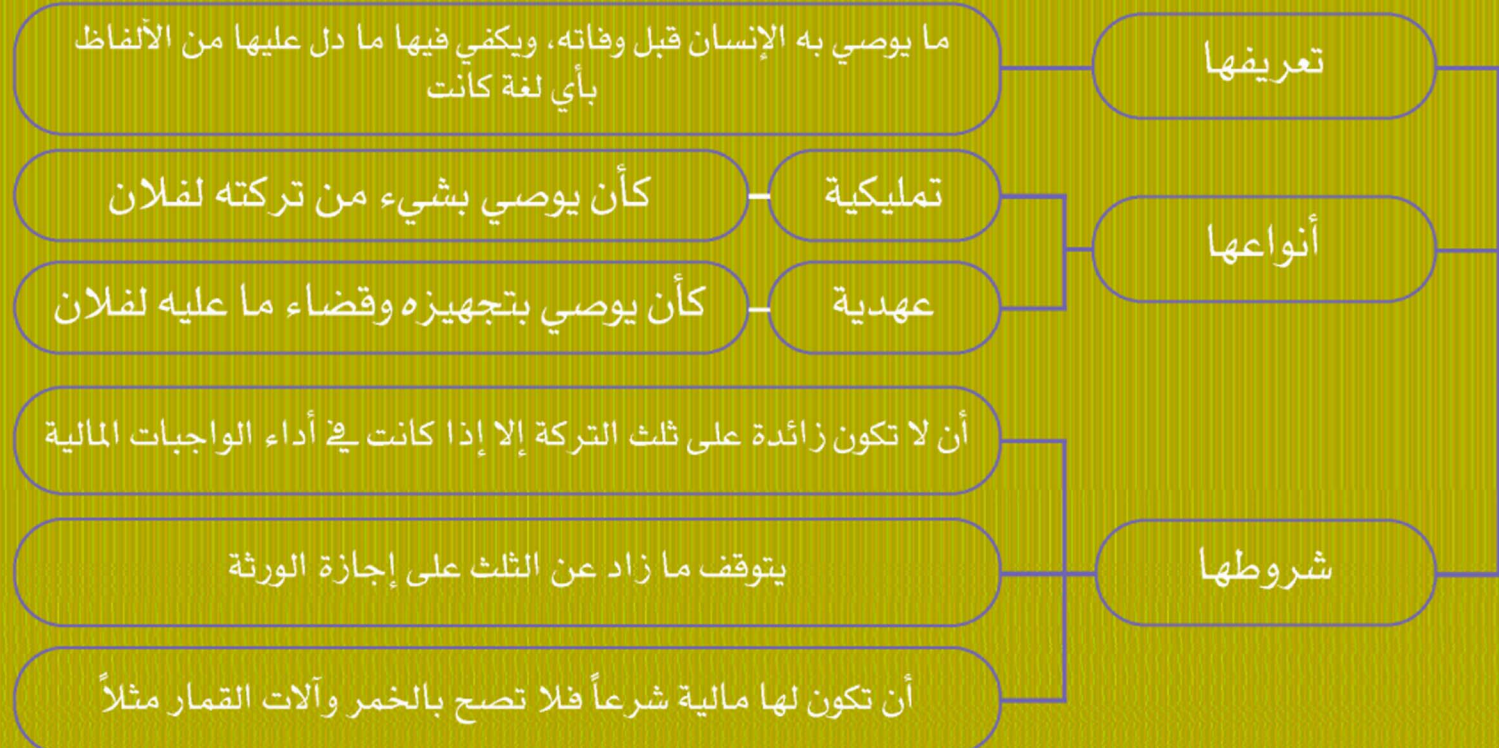 تعريفها
ما يوصي به الإنسان قبل وفاته، ويكفي فيها ما دل عليها من الألفاظ
بأي لغة كانت
أنواعها
تمليكية
كأن يوصي بشيء من تركته لفلان
عهدية
كأن يوصي بتجهيزه وقضاء ما عليه لفلان
شروطها
أن لا تكون زائدة على ثلث التركة إلا إذا كانت في أداء الواجبات المالية
يتوقف ما زاد عن الثلث على إجازة الورثة
أن تكون لها مالية شرعاً فلا تصح بالخمر وآلات القمار مثلاً